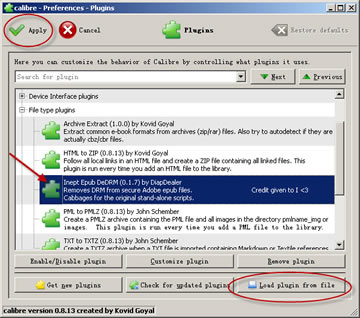 calibre - Preferences - Plugins
Apply
Cancel
Plugins
Restore defaults
Here you can customize the behavior of Calibre by controlling what plugins it uses.
Search for plugin
Next
Previous
Device Interface plugins
File type plugins
Archive Extract (1.0.0) by Kovid Goyal
Extract common e-book formats from archives (zip/rar) files. Also try to autodetect if they are
actually cbz/cbr files.
HTML to ZIP (0.8.13) by Kovid Goyal
Follow all local links in an HTML file and create a ZIP file containing all linked files. This
plugin is run every time you add an HTML file to the library.
Inept Epub DeDRM (0.1.7) by DiapDealer
Removes DRM from secure Adobe epub files. Credit given to I <3
Cabbages for the original stand-alone scripts.
PML to PMLZ (0.8.13) by John Schember
Create a PMLZ archive containing the PML file and all images in the directory pmlname_img or
images. This plugin is run every time you add a PML file to the library.
TXT to TXTZ (0.8.13) by John Schember
Create a TXTZ archive when a TXT file is imported containing Markdown or Textile references
Enable/Disable plugin
Customize plugin
Remove plugin
Get new plugins
Check for updated plugins
Load plugin from file
calibre version 0.8.13 created by Kovid Goyal